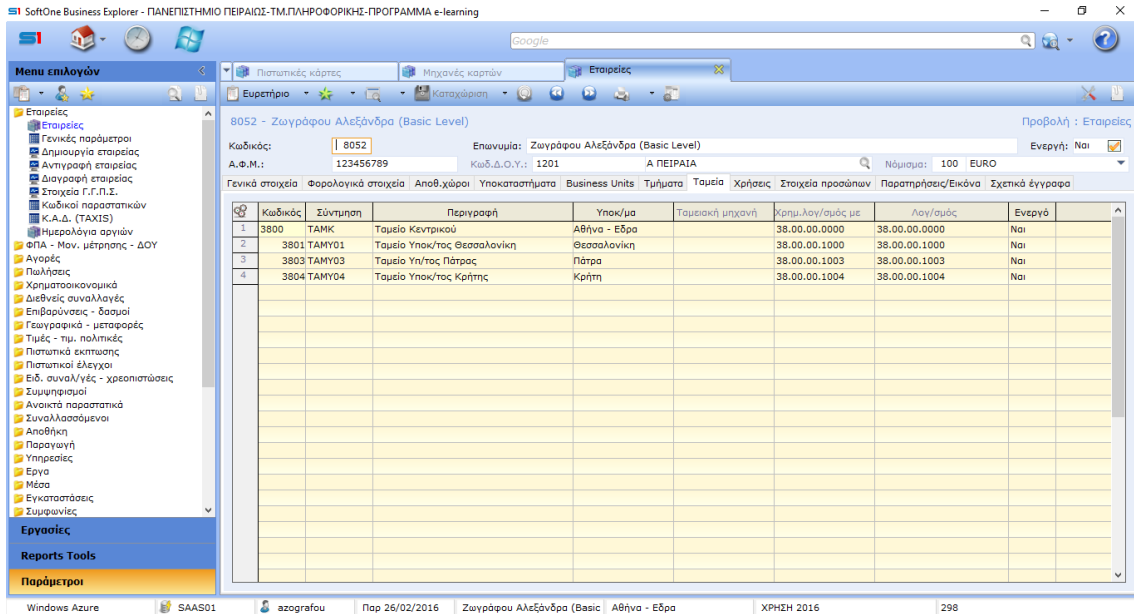 SoftOne Business Explorer - ΠΑΝΕΠΙΣΤΗΜΙΟ ΠΕΙΡΑΙΩΣ-ΤΜ.ΠΛΗΡΟΦΟΡΙΚΗΣ-ΠΡΟΓΡΑΜΜΑ e-learning
Google
Menu επιλογών
Πιστωτικές κάρτες Μηχανές καρτών Εταιρείες
Ευρετήριο Καταχώριση
8052 - Ζωγράφου Αλεξάνδρα (Basic Level) Προβολή : Εταιρείες
Κωδικός: 8052 Επωνυμία: Ζωγράφου Αλεξάνδρα (Basic Level) Ενεργή: Ναι
Α.Φ.Μ.: 123456789 Κωδ.Δ.Ο.Υ.: 1201 Α ΠΕΙΡΑΙΑ Νόμισμα: 100 EURO
Γενικά στοιχεία Φορολογικά στοιχεία Αποθ.χώροι Υποκαταστήματα Business Units Τμήματα Ταμεία Χρήσεις Στοιχεία προσώπων Παρατηρήσεις/Εικόνα Σχετικά έγγραφα
Κωδικός Σύντμηση Περιγραφή Υποκ/μα Ταμειακή μηχανή Χρημ.λογ/σμός με Λογ/σμός Ενεργό
1 3800 ΤΑΜΚ Ταμείο Κεντρικού Αθήνα - Εδρα 38.00.00.0000 38.00.00.0000 Ναι
2 3801 ΤΑΜΥ01 Ταμείο Υποκ/τος Θεσσαλονίκη Θεσσαλονίκη 38.00.00.1000 38.00.00.1000 Ναι
3 3803 ΤΑΜΥ03 Ταμείο Υπ/τος Πάτρας Πάτρα 38.00.00.1003 38.00.00.1003 Ναι
4 3804 ΤΑΜΥ04 Ταμείο Υποκ/τος Κρήτης Κρήτη 38.00.00.1004 38.00.00.1004 Ναι
Εταιρείες
Εταιρείες
Γενικές παράμετροι
Δημιουργία εταιρείας
Αντιγραφή εταιρείας
Διαγραφή εταιρείας
Στοιχεία Γ.Γ.Π.Σ.
Κωδικοί παραστατικών
Κ.Α.Δ. (TAXIS)
Ημερολόγια αργιών
ΦΠΑ - Μον. μέτρησης - ΔΟΥ
Αγορές
Πωλήσεις
Χρηματοοικονομικά
Διεθνείς συναλλαγές
Επιβαρύνσεις - δασμοί
Γεωγραφικά - μεταφορές
Τιμές - τιμ. πολιτικές
Πιστωτικά εκπτωσης
Πιστωτικοί έλεγχοι
Ειδ. συναλ/γές - χρεοπιστώσεις
Συμψηφισμοί
Ανοικτά παραστατικά
Συναλλασσόμενοι
Αποθήκη
Παραγωγή
Υπηρεσίες
Εργα
Μέσα
Εγκαταστάσεις
Συμφωνίες
Εργασίες
Reports Tools
Παράμετροι
Windows Azure SAAS01 azografou Παρ 26/02/2016 Ζωγράφου Αλεξάνδρα (Basic Αθήνα - Εδρα ΧΡΗΣΗ 2016 298